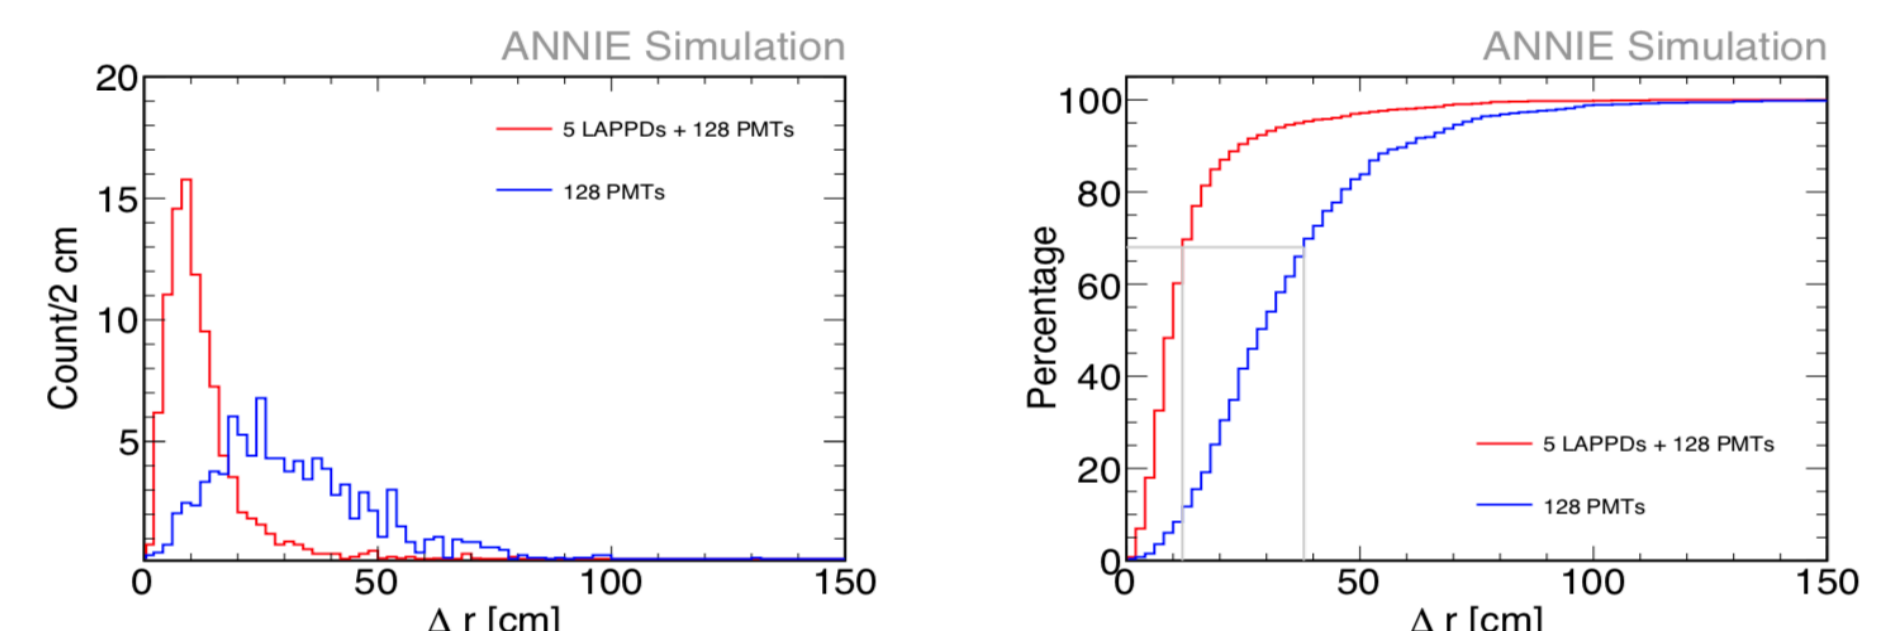 ANNIE Simulation
20
15
10
5
Count/2 cm
5 LAPPDs + 128 PMTs
128 PMTs
0 50 100 150
Δ r [cm]
ANNIE Simulation
100
80
60
40
20
0
Percentage
5 LAPPDs + 128 PMTs
128 PMTs
0 50 100 150
Δ r [cm]